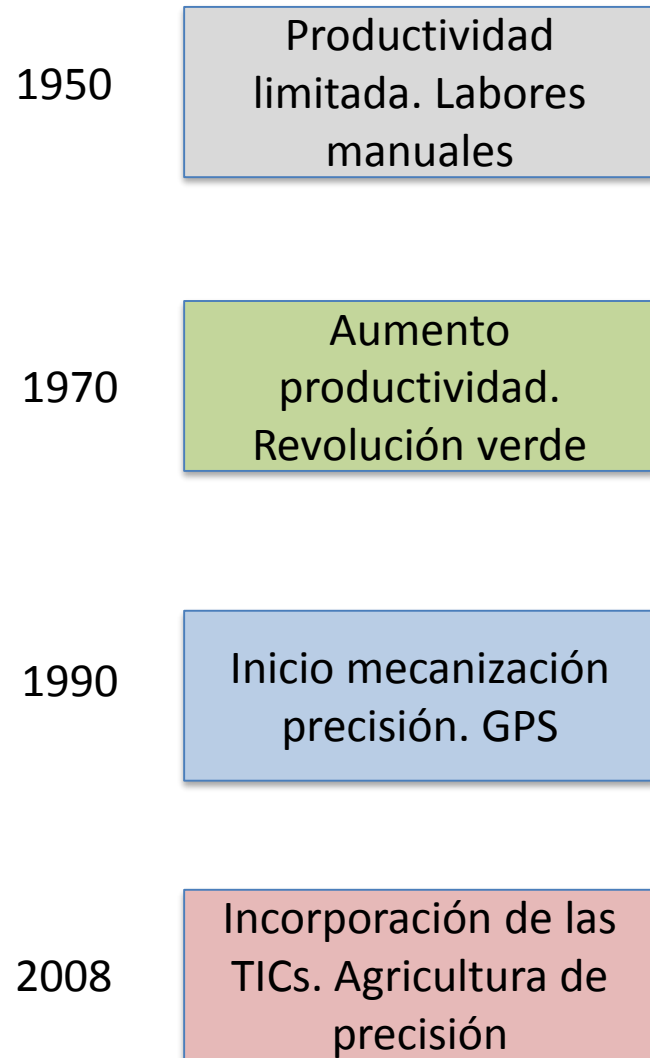 1950
Productividad
limitada. Labores
manuales
1970
Aumento
productividad.
Revolución verde
1990
Inicio mecanización
precisión. GPS
2008
Incorporación de las
TICs. Agricultura de
precisión